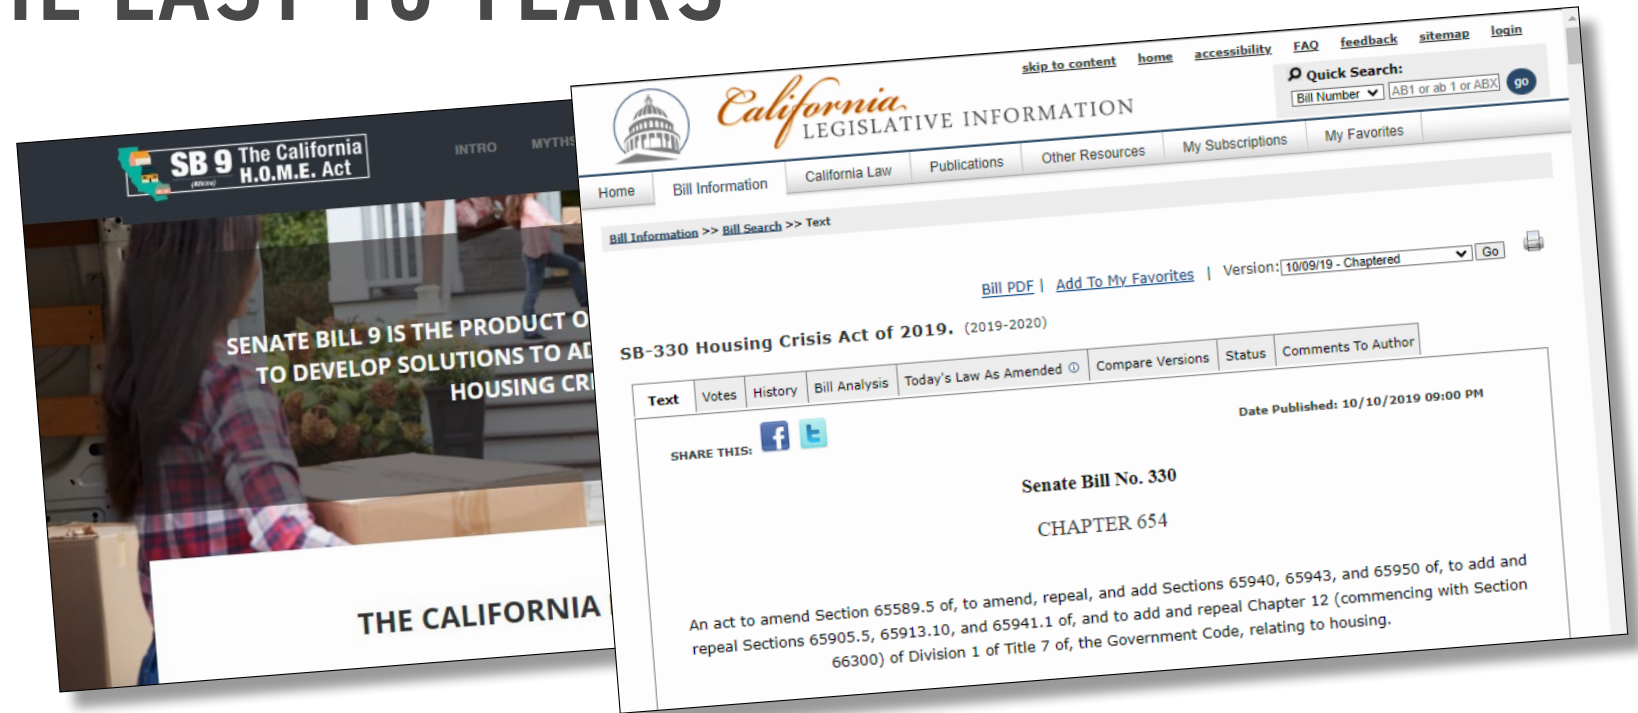 EAST 10 YEARS
SB 9 The California
(Atkins) H.O.M.E. Act
INTRO MYTHS
SENATE BILL 9 IS THE PRODUCT O
TO DEVELOP SOLUTIONS TO AD
HOUSING CRI
THE CALIFORNIA
skip to content home accessibility FAQ feedback sitemap login
California
LEGISLATIVE INFORMATION
Quick Search:
Bill Number AB1 or ab 1 or ABX go
Home Bill Information California Law Publications Other Resources My Subscriptions My Favorites
Bill Information >> Bill Search >> Text
Bill PDF | Add To My Favorites | Version: 10/09/19 - Chaptered Go
SB-330 Housing Crisis Act of 2019. (2019-2020)
Text Votes History Bill Analysis Today's Law As Amended Compare Versions Status Comments To Author
SHARE THIS: f t
Date Published: 10/10/2019 09:00 PM
Senate Bill No. 330
CHAPTER 654
An act to amend Section 65589.5 of, to amend, repeal, and add Sections 65940, 65943, and 65950 of, to add and
repeal Sections 65905.5, 65913.10, and 65941.1 of, and to add and repeal Chapter 12 (commencing with Section
66300) of Division 1 of Title 7 of, the Government Code, relating to housing.